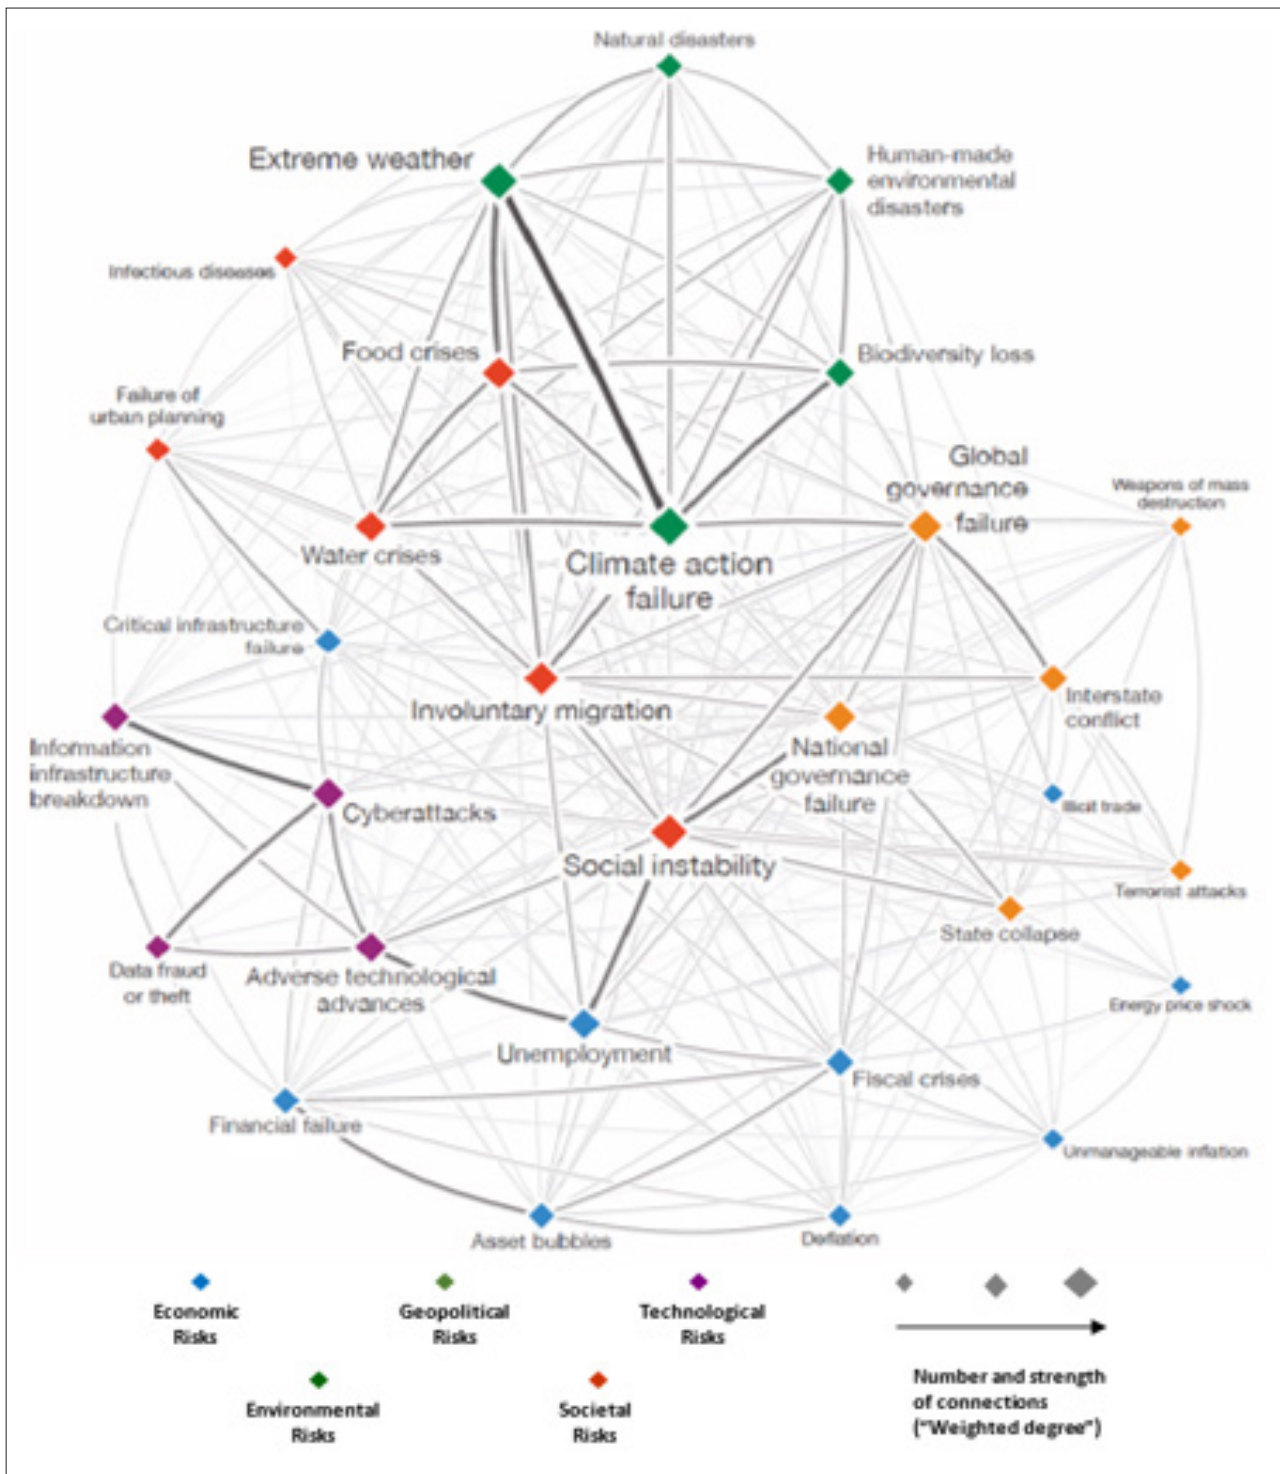 Natural disasters
Extreme weather
Human-made
environmental
disasters
Infectious diseases
Food crises
Biodiversity loss
Failure of
urban planning
Global
governance
failure
Weapons of mass
destruction
Water crises
Climate action
failure
Critical infrastructure
failure
Involuntary migration
Interstate
conflict
Information
infrastructure
breakdown
National
governance
failure
Cyberattacks
Illicit trade
Social instability
Terrorist attacks
State collapse
Data fraud
or theft
Adverse technological
advances
Energy price shock
Unemployment
Fiscal crises
Financial failure
Unmanageable inflation
Asset bubbles
Deflation
Economic
Risks
Geopolitical
Risks
Technological
Risks
Environmental
Risks
Societal
Risks
Number and strength
of connections
("Weighted degree")